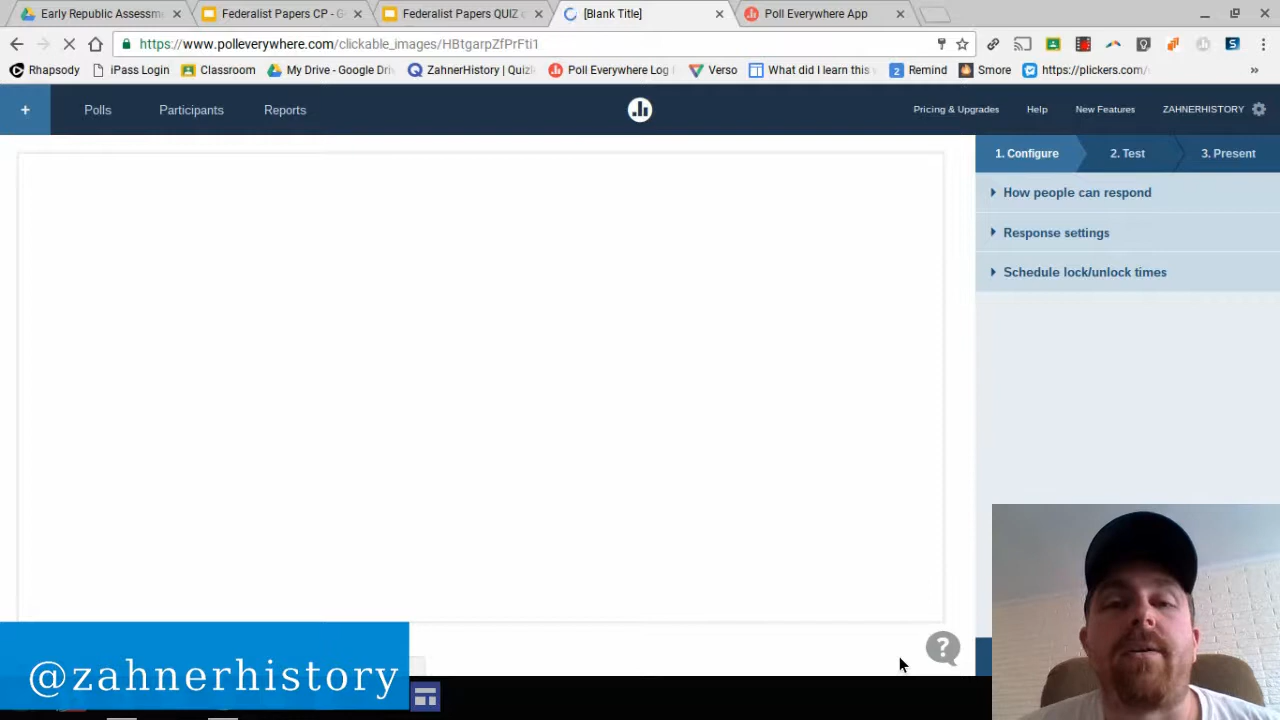 Early Republic Assessm
Federalist Papers CP - G
Federalist Papers QUIZ
[Blank Title]
Poll Everywhere App
https://www.polleverywhere.com/clickable_images/HBtgarpZfPrFti1
Rhapsody
iPass Login
Classroom
My Drive - Google Dri
ZahnerHistory | Quiz
Poll Everywhere Log
Verso
What did I learn this
Remind
Smore
https://plickers.com/
»
+
Polls
Participants
Reports
Pricing & Upgrades
Help
New Features
ZAHNERHISTORY
1. Configure
2. Test
3. Present
How people can respond
Response settings
Schedule lock/unlock times
?
@zahnerhistory